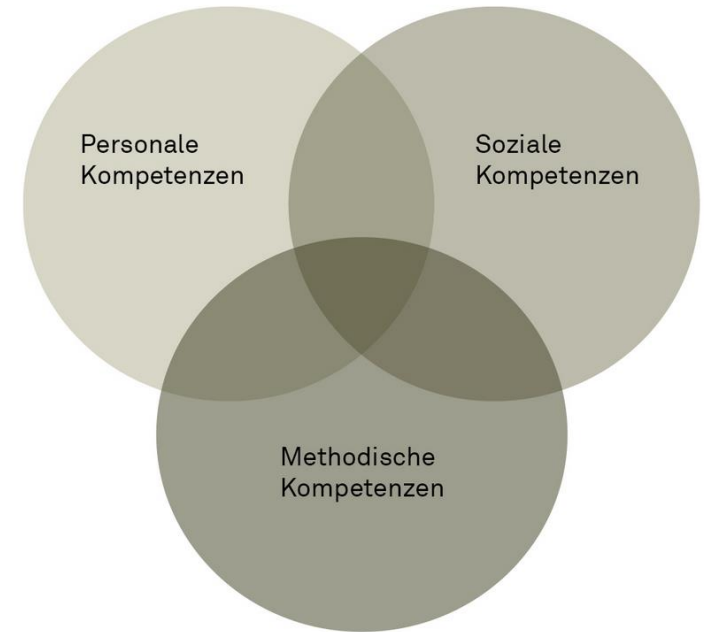 Personale
Kompetenzen
Soziale
Kompetenzen
Methodische
Kompetenzen